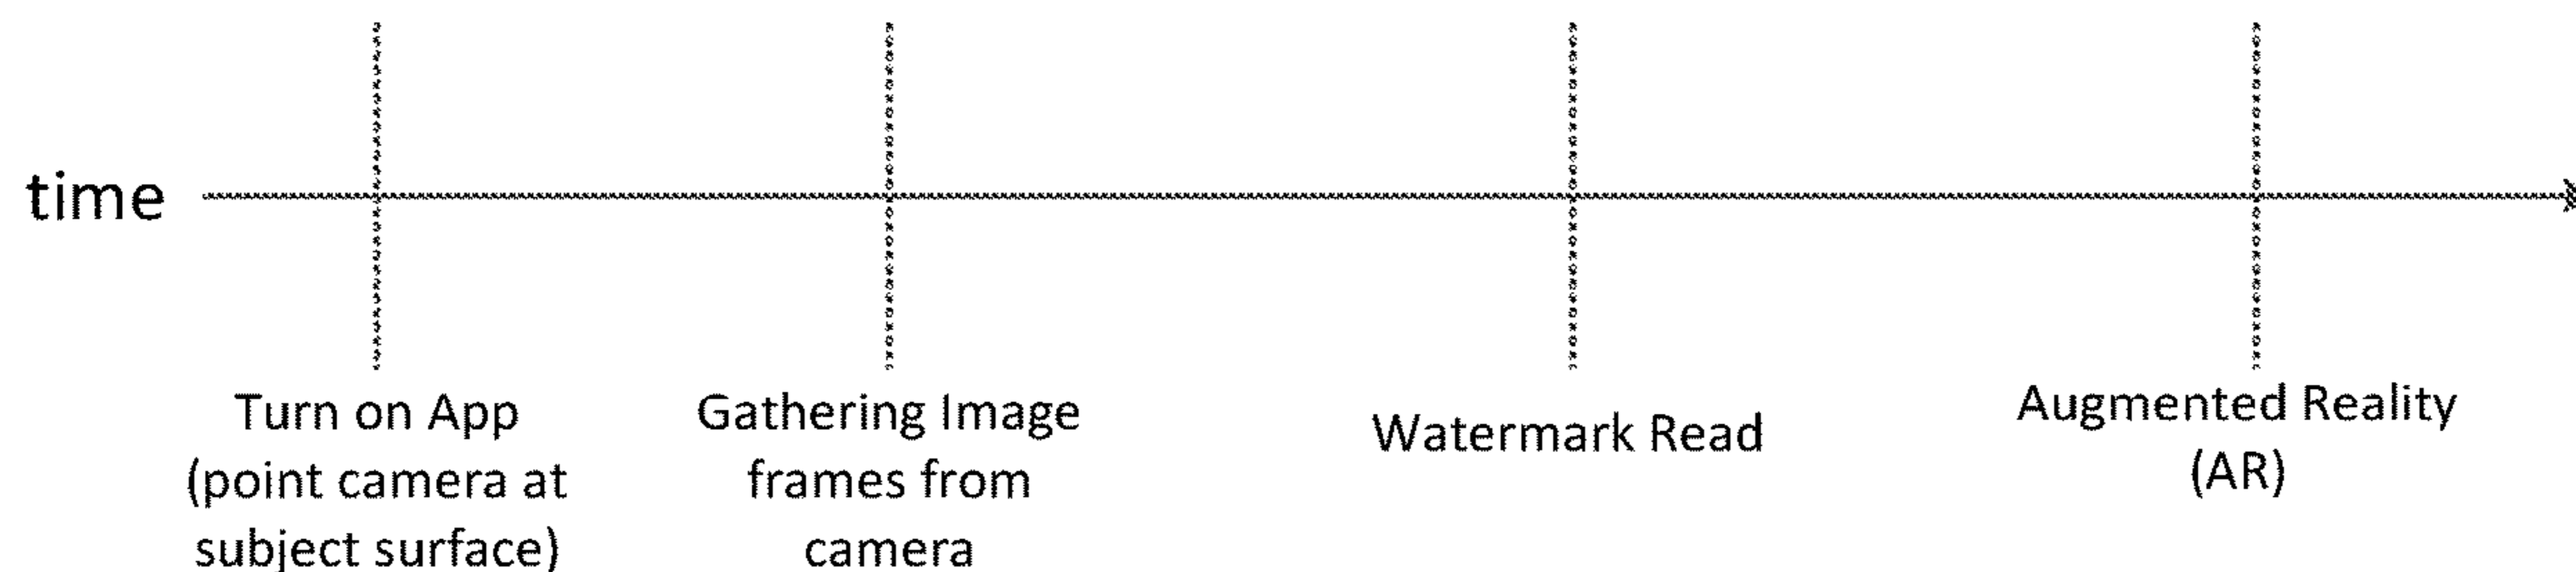 time
Turn on App
(point camera at
subject surface)
Gathering Image
frames from
camera
Watermark Read
Augmented Reality
(AR)